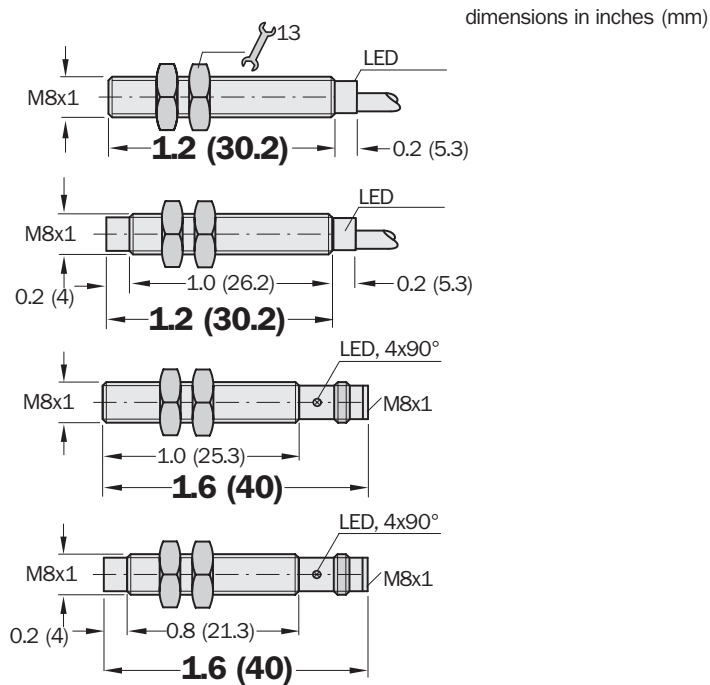 dimensions in inches (mm)
13
LED
M8x1
1.2 (30.2)
0.2 (5.3)
LED
M8x1
1.0 (26.2)
0.2 (5.3)
0.2 (4)
1.2 (30.2)
LED, 4x90°
M8x1
M8x1
1.0 (25.3)
1.6 (40)
LED, 4x90°
M8x1
M8x1
0.2 (4)
0.8 (21.3)
1.6 (40)